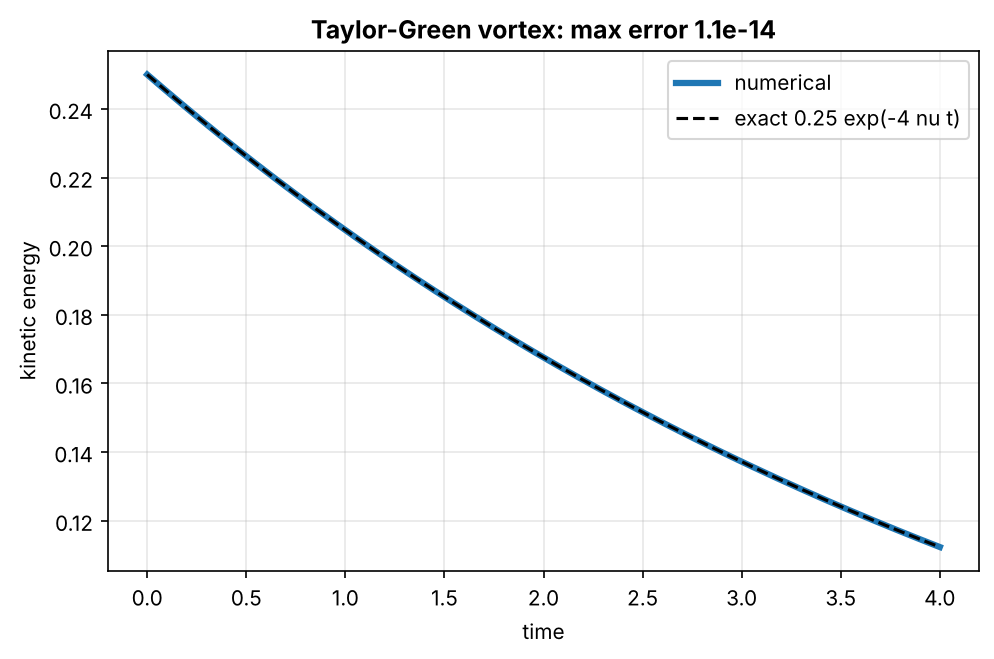 Taylor-Green vortex: max error 1.1e-14
numerical
exact 0.25 exp(-4 nu t)
kinetic energy
0.24
0.22
0.20
0.18
0.16
0.14
0.12
0.0 0.5 1.0 1.5 2.0 2.5 3.0 3.5 4.0
time